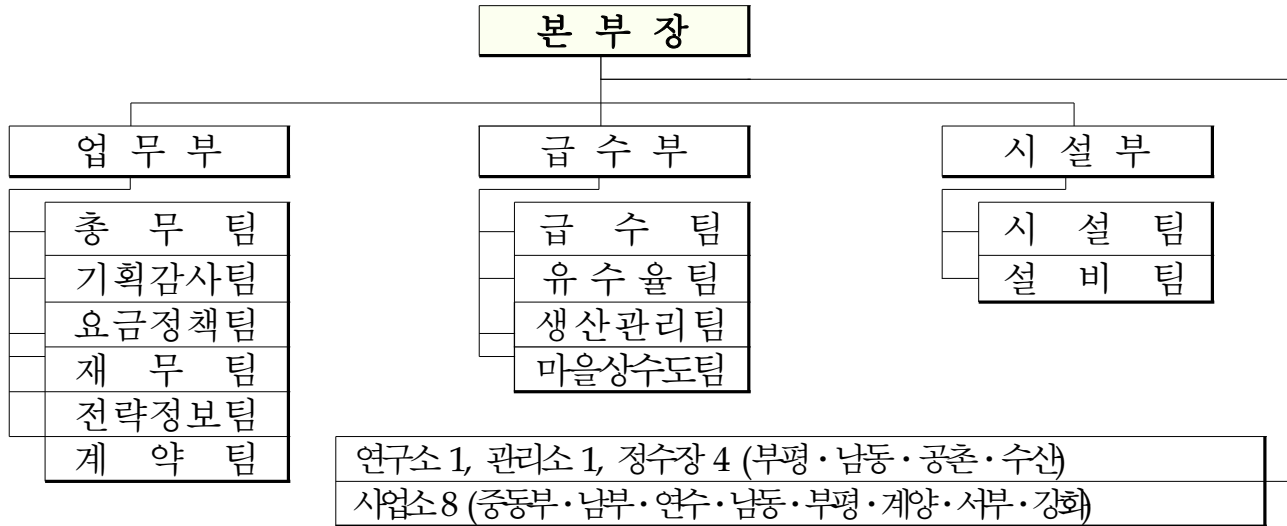 본 부 장
업 무 부
급 수 부
시 설 부
총 무 팀
기획감사팀
요금정책팀
재 무 팀
전략정보팀
계 약 팀
급 수 팀
유 수 율 팀
생산관리팀
마을상수도팀
시 설 팀
설 비 팀
연구소 1, 관리소 1, 정수장 4 (부평·남동·공촌·수산)
사업소 8 (중동부·남부·연수·남동·부평·계양·서부·강화)